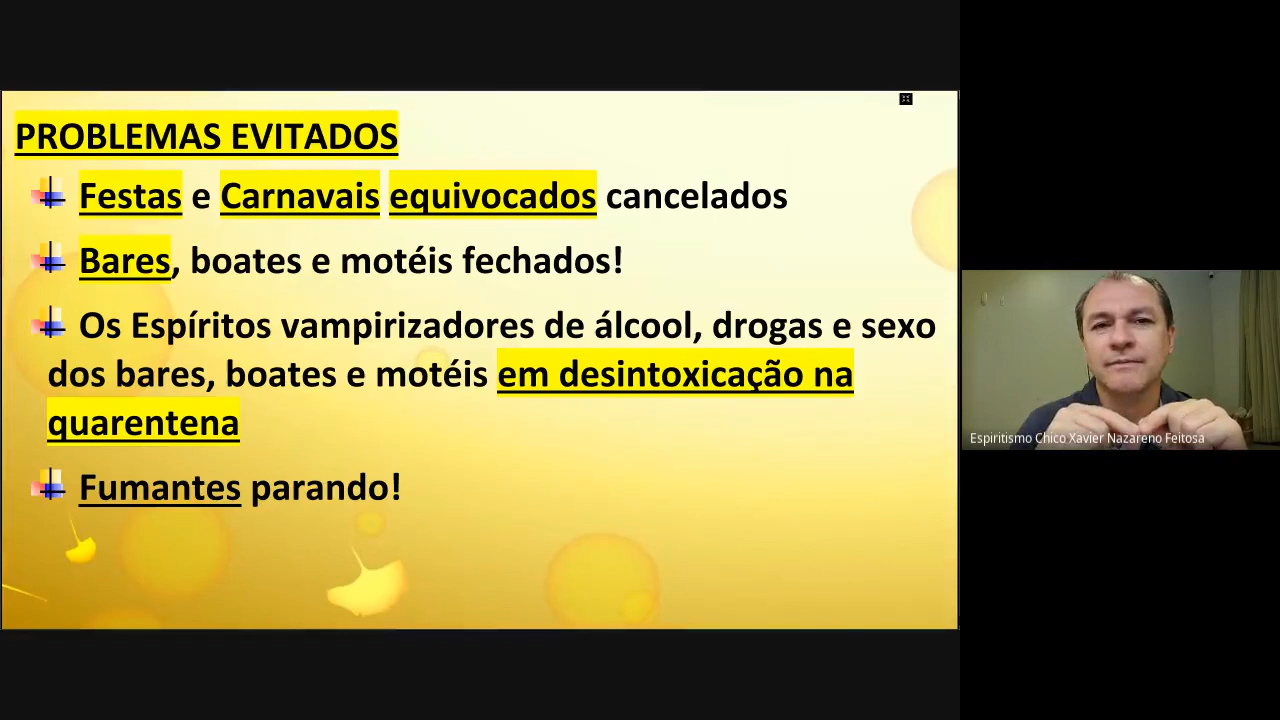 PROBLEMAS EVITADOS
Festas e Carnavais equivocados cancelados
Bares, boates e motéis fechados!
Os Espíritos vampirizadores de álcool, drogas e sexo
dos bares, boates e motéis em desintoxicação na
quarentena
Fumantes parando!
Espiritismo Chico Xavier Nazareno Feitosa